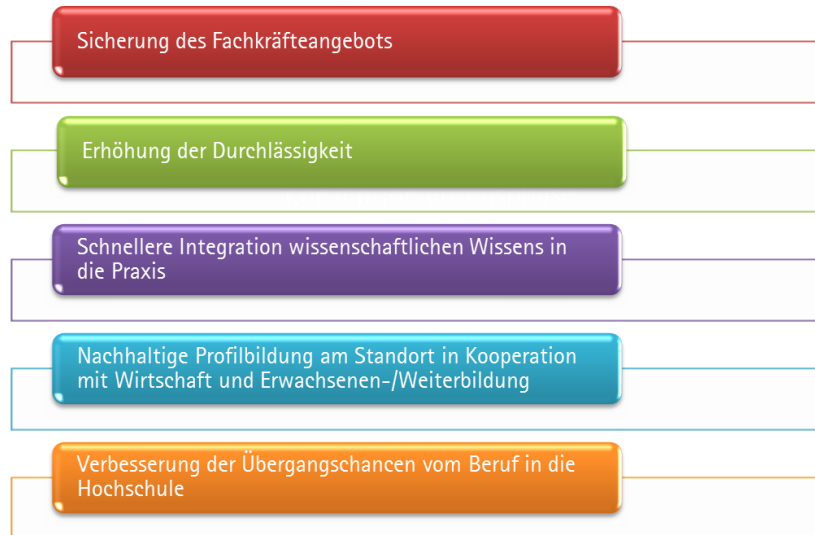 Sicherung des Fachkräfteangebots
Erhöhung der Durchlässigkeit
Schnellere Integration wissenschaftlichen Wissens in
die Praxis
Nachhaltige Profilbildung am Standort in Kooperation
mit Wirtschaft und Erwachsenen-/Weiterbildung
Verbesserung der Übergangschancen vom Beruf in die
Hochschule